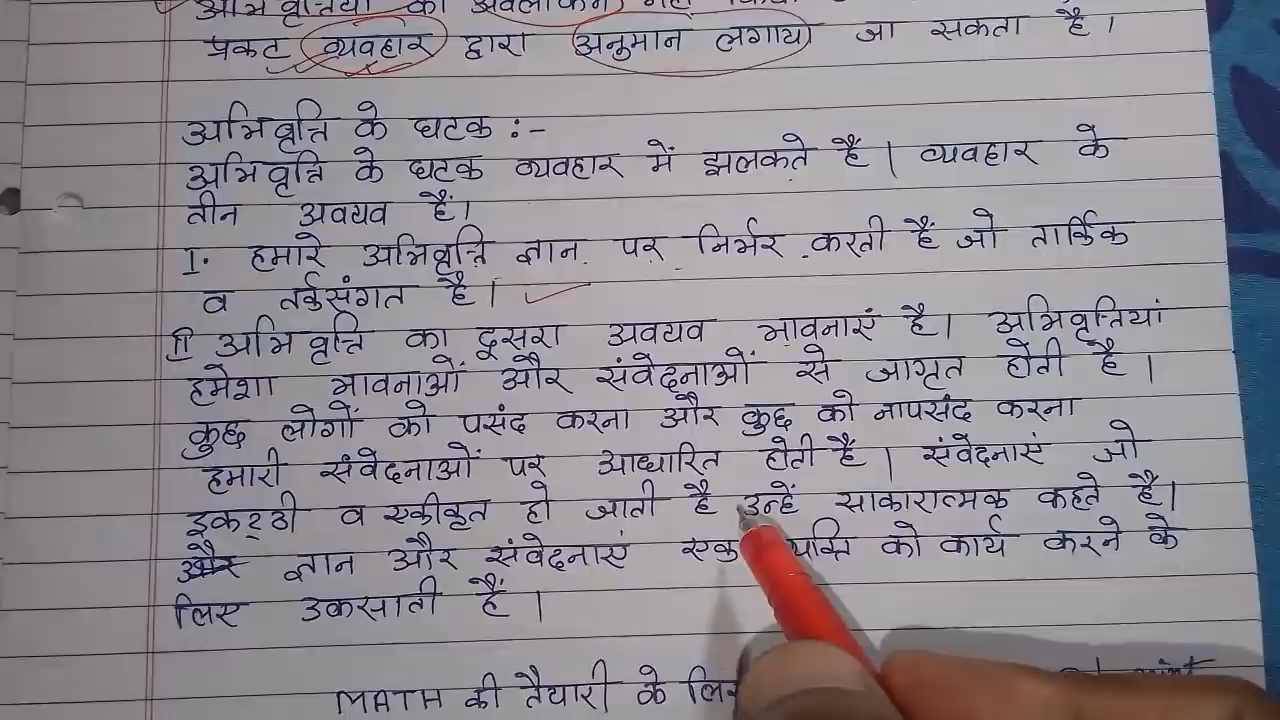 प्रकट व्यवहार द्वारा अनुमान लगाया जा सकता है।
अभिवृत्ति के घटक :-
अभिवृत्ति के घटक व्यवहार में झलकते है। व्यवहार के
तीन अवयव हैं।
I. हमारे अभिवृत्ति ज्ञान पर निर्भर करती हैं जो तार्किक
व तर्कसंगत है।
II अभिवृत्ति का दूसरा अवयव भावनाएं है। अभिवृतियां
हमेशा भावनाओं और संवेदनाओं से जागृत होती है।
कुछ लोगों को पसंद करना और कुछ को नापसंद करना
हमारी संवेदनाओं पर आधारित होती है। संवेदनाएं जो
इकट्ठी व एकीकृत हो जाती है उन्हें साकारात्मक कहते है।
और ज्ञान और संवेदनाएं एक को कार्य करने के
लिए उकसाती हैं।
MATH की तैयारी के